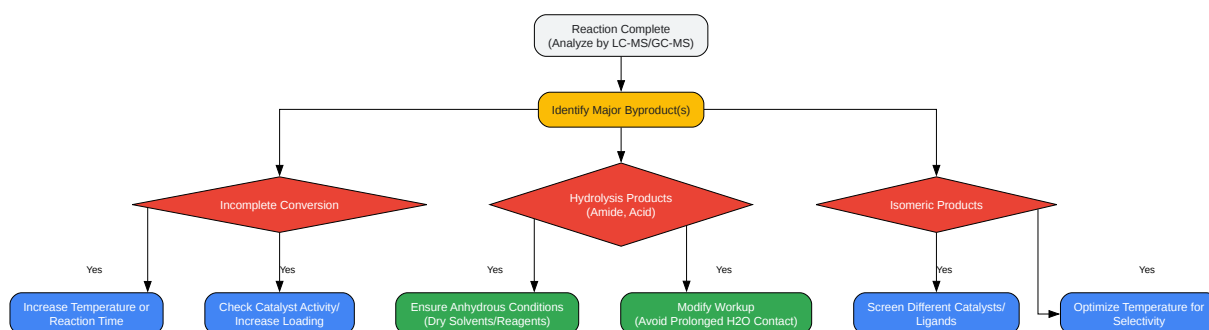 Reaction Complete
(Analyze by LC-MS/GC-MS)
Identify Major Byproduct(s)
Incomplete Conversion
Hydrolysis Products
(Amide, Acid)
Isomeric Products
Yes
Yes
Yes
Yes
Yes
Yes
Increase Temperature or
Reaction Time
Check Catalyst Activity/
Increase Loading
Ensure Anhydrous Conditions
(Dry Solvents/Reagents)
Modify Workup
(Avoid Prolonged H2O Contact)
Screen Different Catalysts/
Ligands
Optimize Temperature for
Selectivity